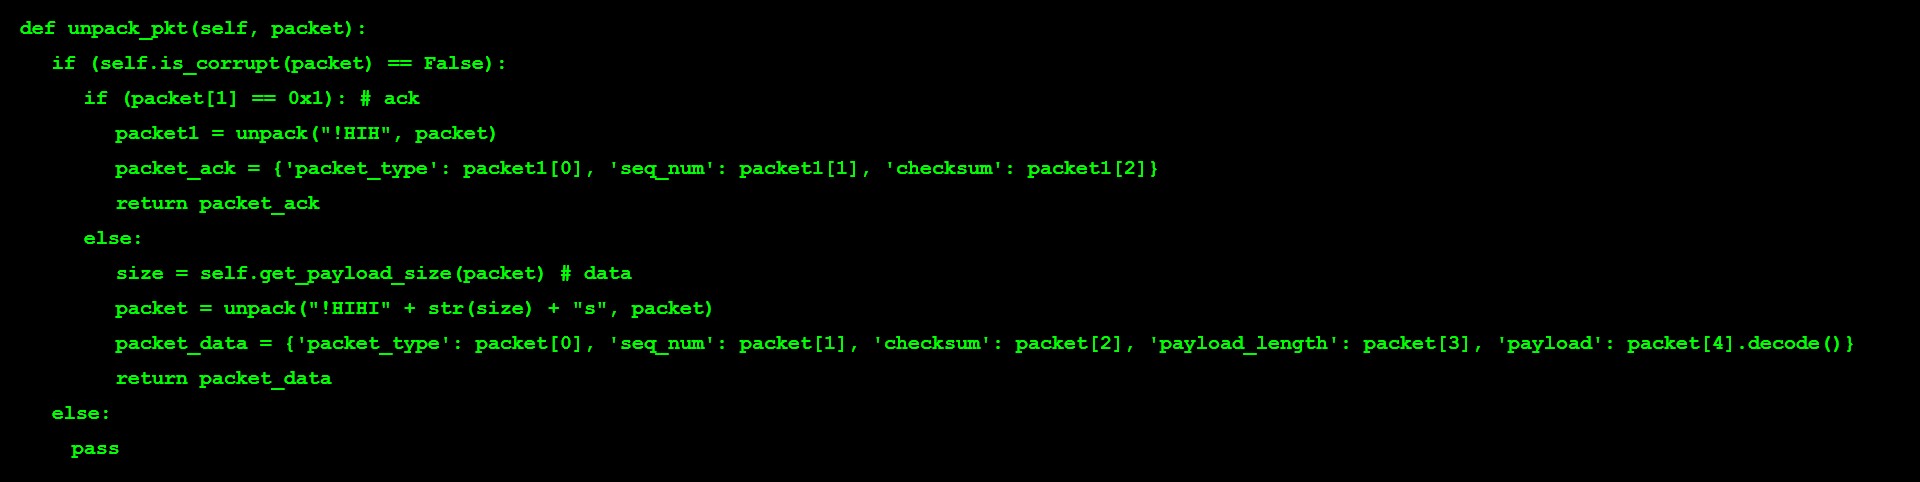 def unpack_pkt(self, packet):
if (self.is_corrupt(packet) == False):
if (packet[1] == 0x1): # ack
packet1 = unpack("!HIH", packet)
packet_ack = {'packet_type': packet1[0], 'seq_num': packet1[1], 'checksum': packet1[2]}
return packet_ack
else:
size = self.get_payload_size(packet) # data
packet = unpack("!HIHI" + str(size) + "s", packet)
packet_data = {'packet_type': packet[0], 'seq_num': packet[1], 'checksum': packet[2], 'payload_length': packet[3], 'payload': packet[4].decode()}
return packet_data
else:
pass